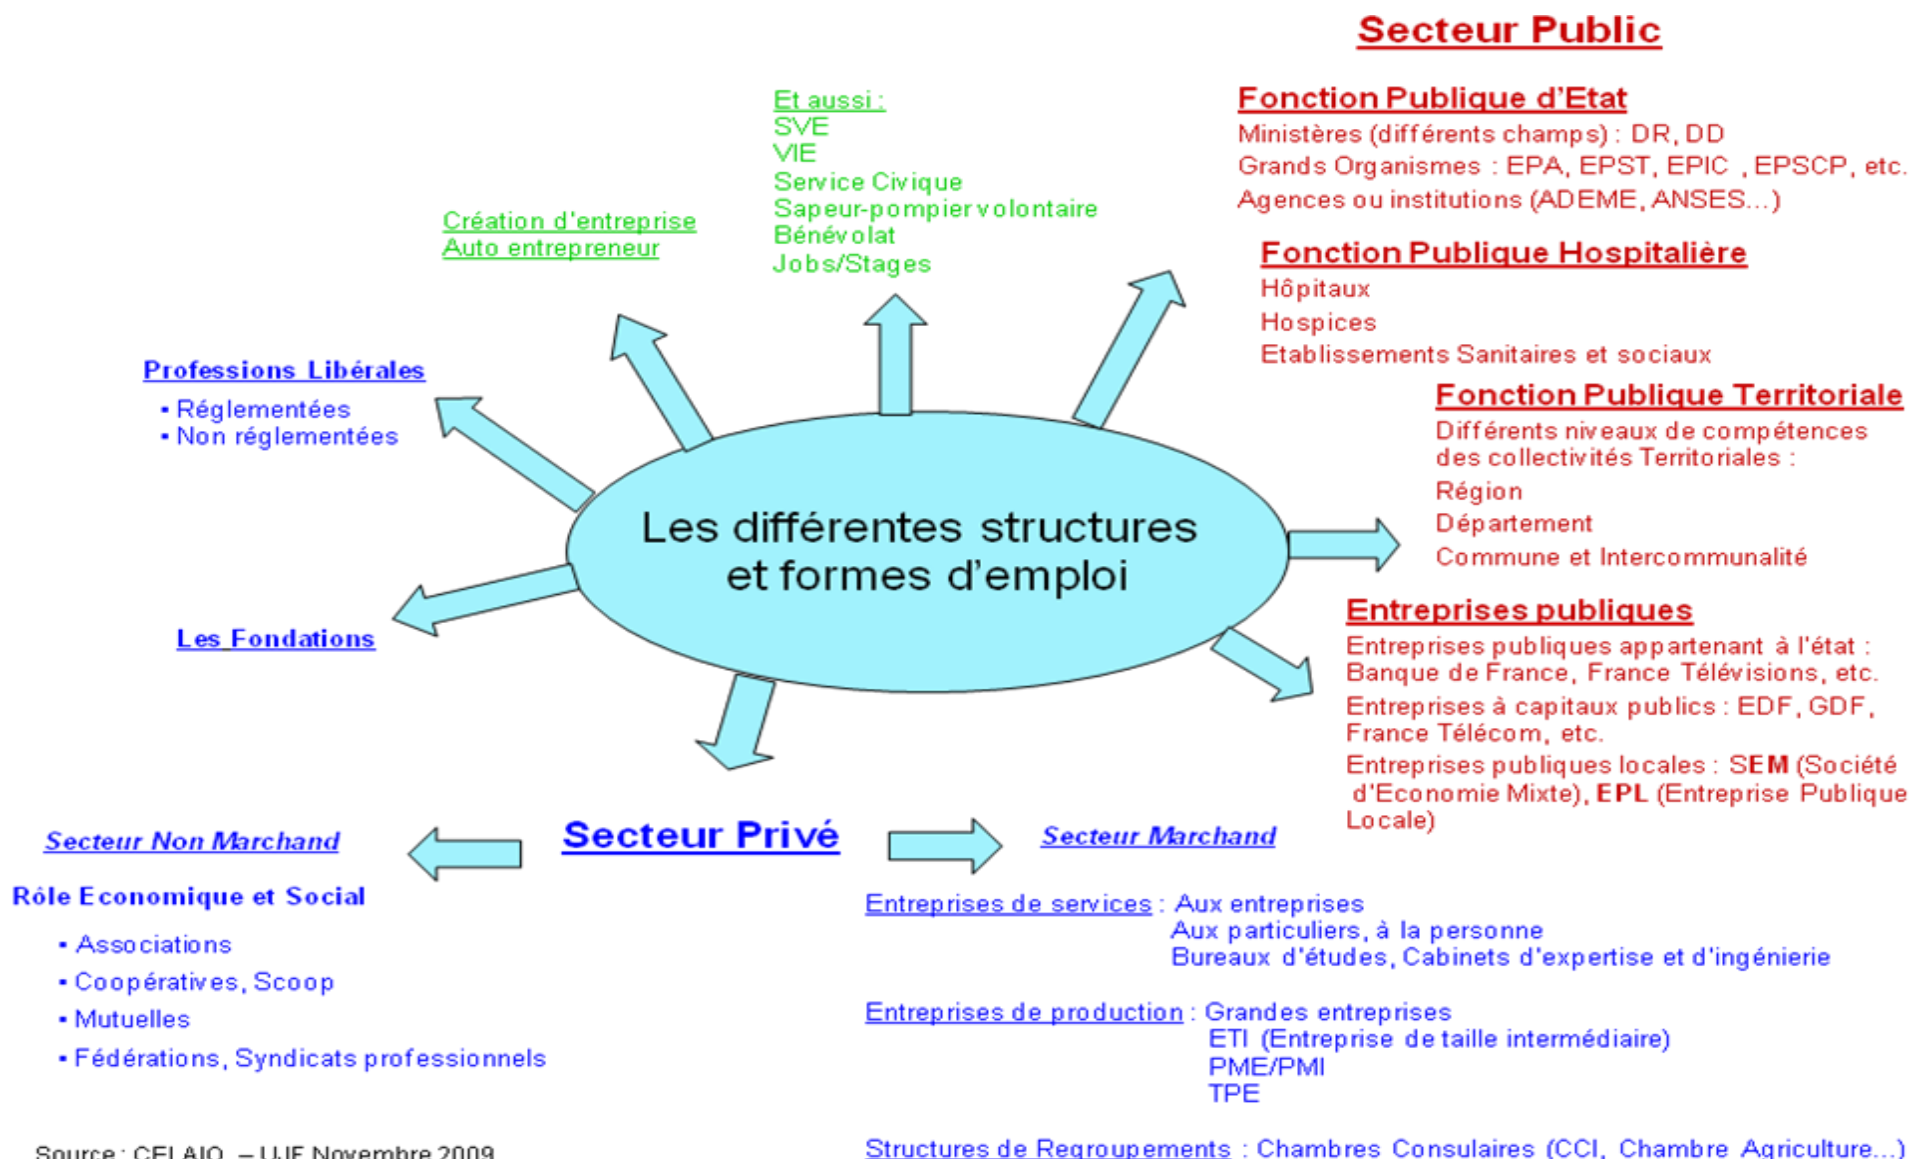 Secteur Public
Fonction Publique d'Etat
Ministères (différents champs) : DR, DD
Grands Organismes : EPA, EPST, EPIC , EPSCP, etc.
Agences ou institutions (ADEME, ANSES...)
Fonction Publique Hospitalière
Hôpitaux
Hospices
Etablissements Sanitaires et sociaux
Fonction Publique Territoriale
Différents niveaux de compétences
des collectivités Territoriales :
Région
Département
Commune et Intercommunalité
Entreprises publiques
Entreprises publiques appartenant à l'état :
Banque de France, France Télévisions, etc.
Entreprises à capitaux publics : EDF, GDF,
France Télécom, etc.
Entreprises publiques locales : SEM (Société
d'Economie Mixte), EPL (Entreprise Publique
Locale)
Et aussi :
SVE
VIE
Service Civique
Sapeur-pompier volontaire
Bénévolat
Jobs/Stages
Création d'entreprise
Auto entrepreneur
Professions Libérales
▪ Réglementées
▪ Non réglementées
Les différentes structures
et formes d'emploi
Les Fondations
Secteur Privé
Secteur Non Marchand
Rôle Economique et Social
▪ Associations
▪ Coopératives, Scoop
▪ Mutuelles
▪ Fédérations, Syndicats professionnels
Secteur Marchand
Entreprises de services : Aux entreprises
Aux particuliers, à la personne
Bureaux d'études, Cabinets d'expertise et d'ingénierie
Entreprises de production : Grandes entreprises
ETI (Entreprise de taille intermédiaire)
PME/PMI
TPE
Structures de Regroupements : Chambres Consulaires (CCI, Chambre Agriculture...)
Source : CELAIO – UJF Novembre 2009